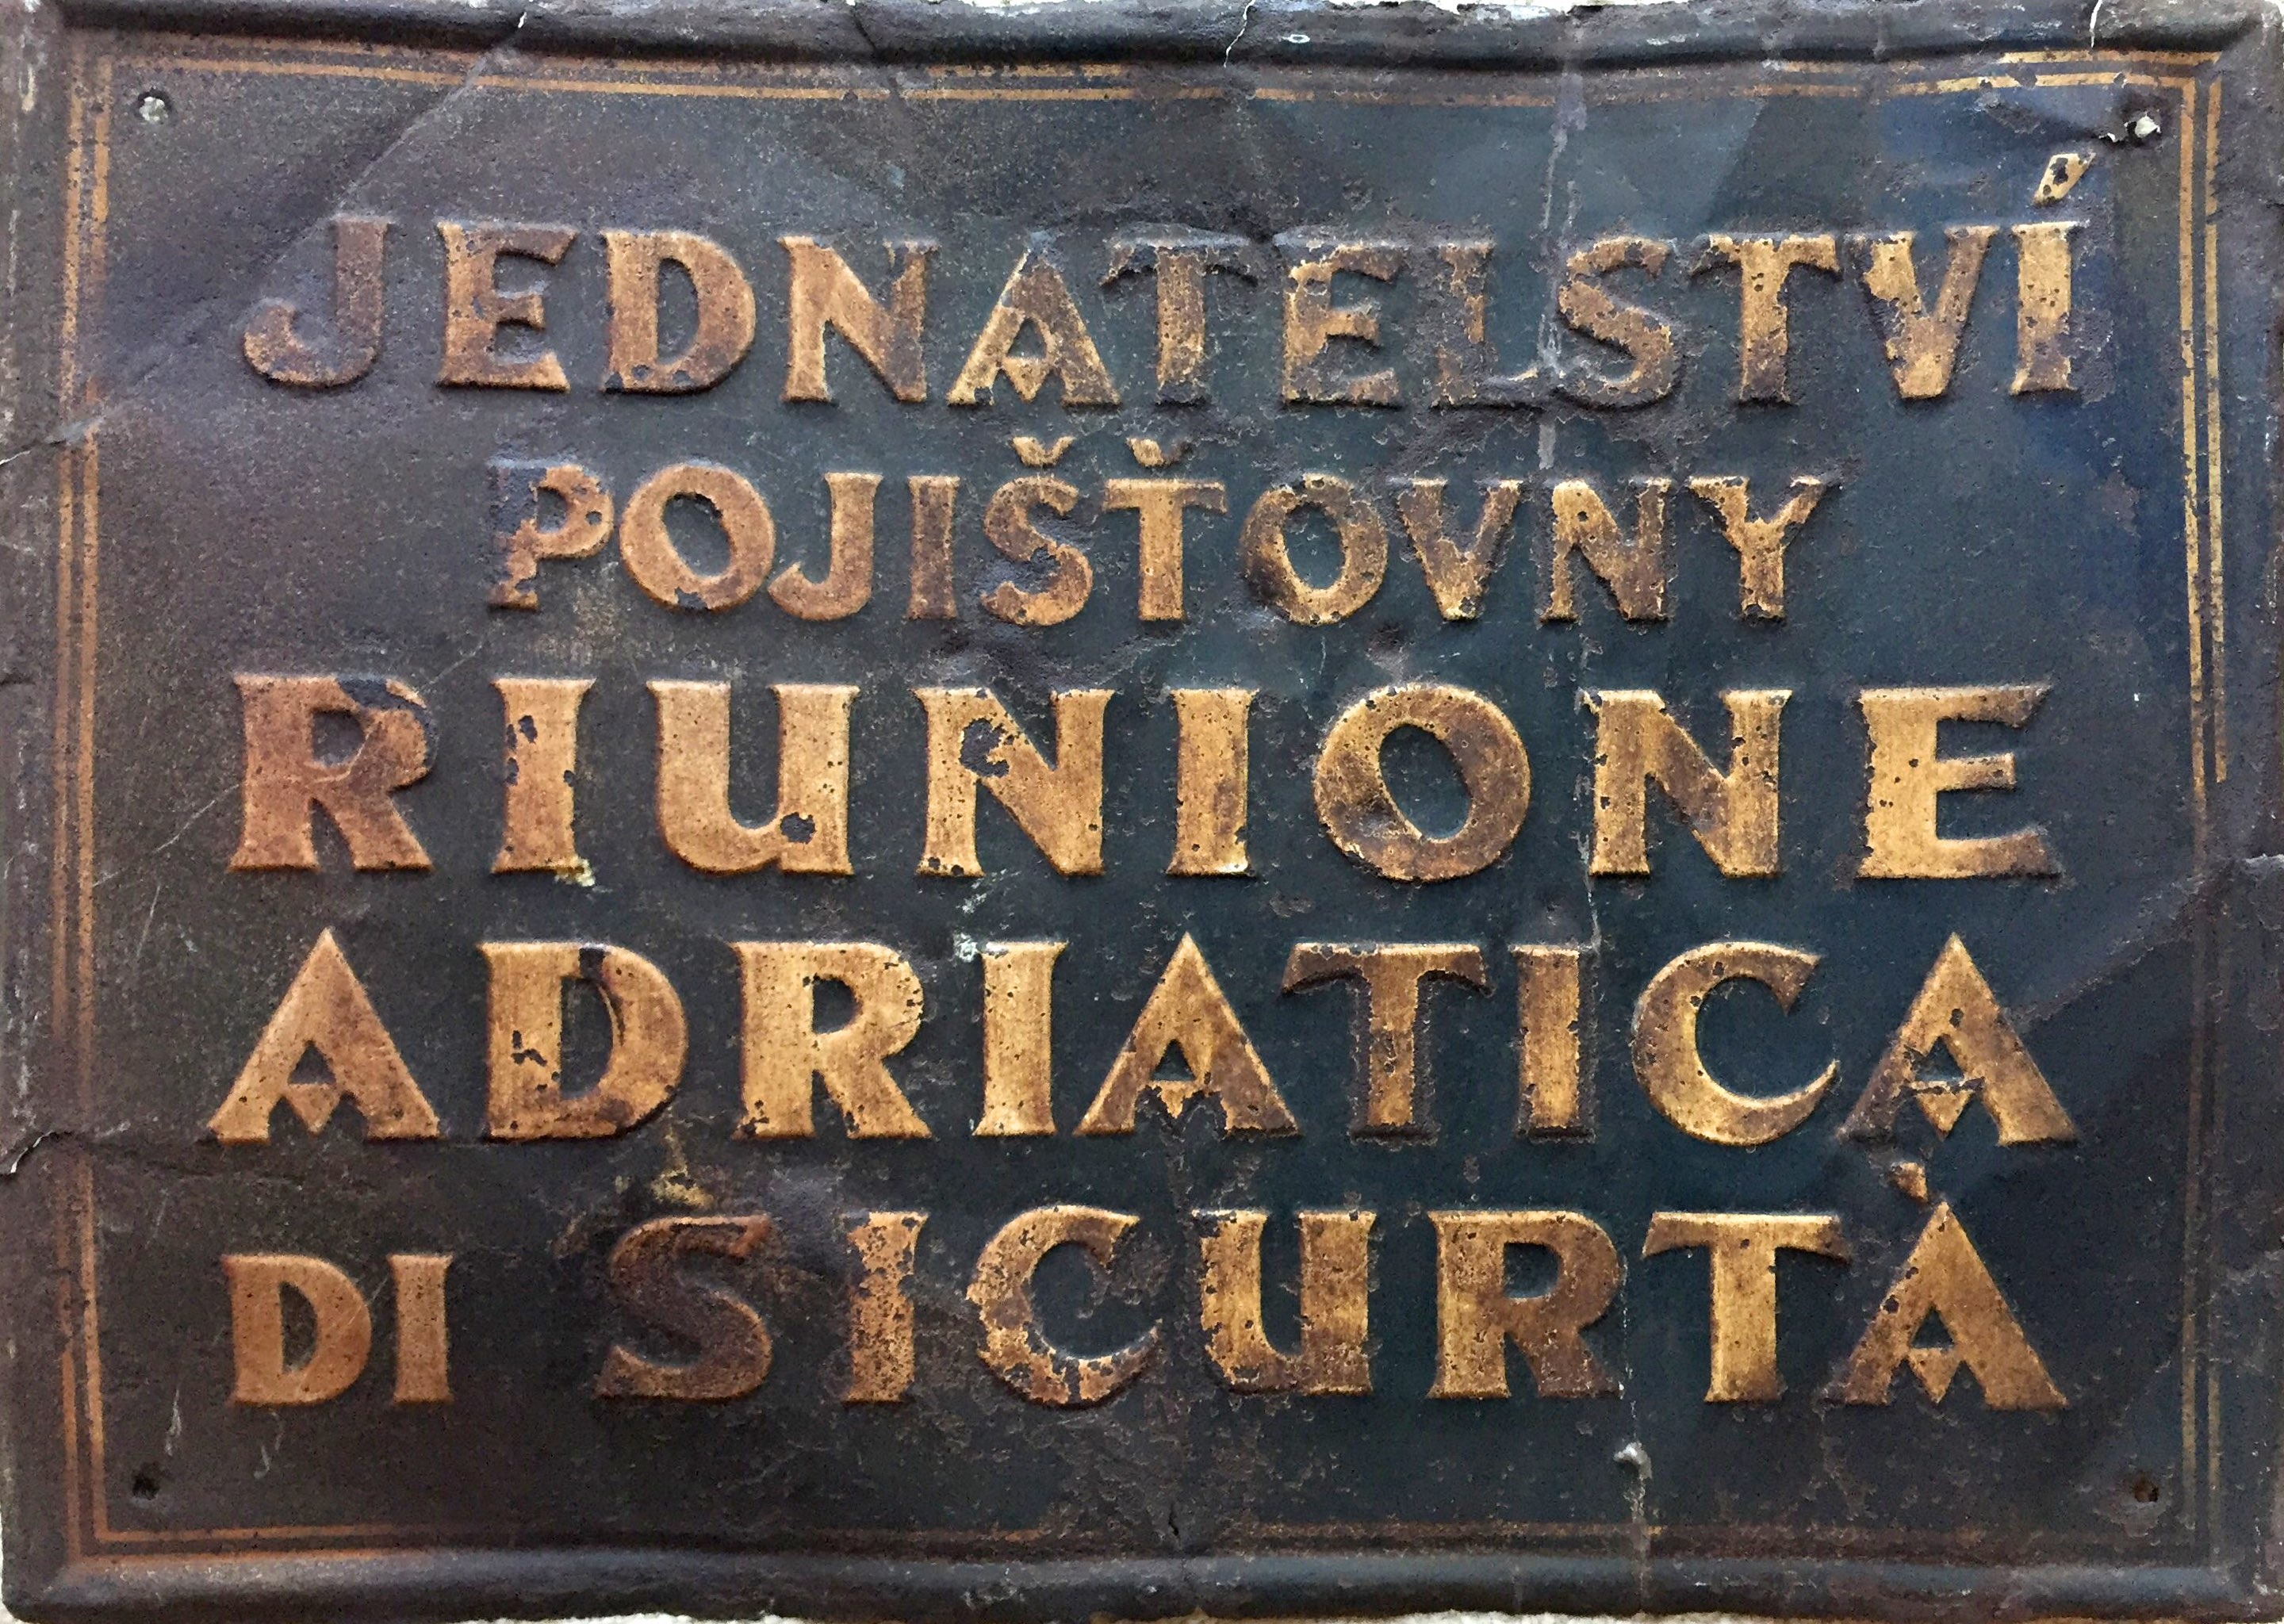 JEDNATELSTVÍ
POJIŠŤOVNY
RIUNIONE
ADRIATICA
DI SICURTÀ